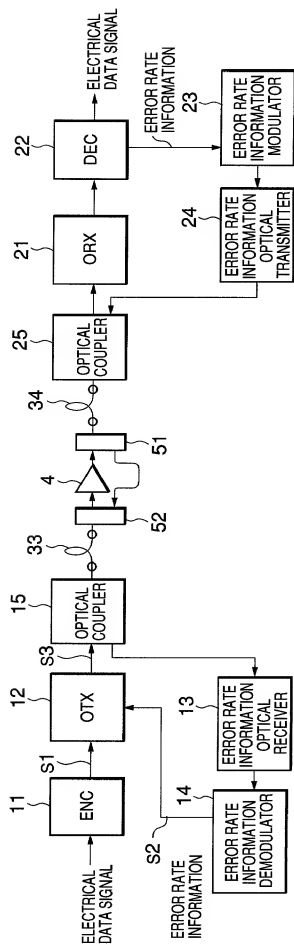 ELECTRICAL
DATA SIGNAL
11
ENC
S1
12
OTX
S3
15
OPTICAL
COUPLER
33
52
4
51
34
25
OPTICAL
COUPLER
21
ORX
22
DEC
ELECTRICAL
DATA SIGNAL
ERROR RATE
INFORMATION
23
ERROR RATE
INFORMATION
MODULATOR
24
ERROR RATE
INFORMATION
OPTICAL
TRANSMITTER
13
ERROR RATE
INFORMATION
OPTICAL
RECEIVER
14
ERROR RATE
INFORMATION
DEMODULATOR
S2
ERROR RATE
INFORMATION